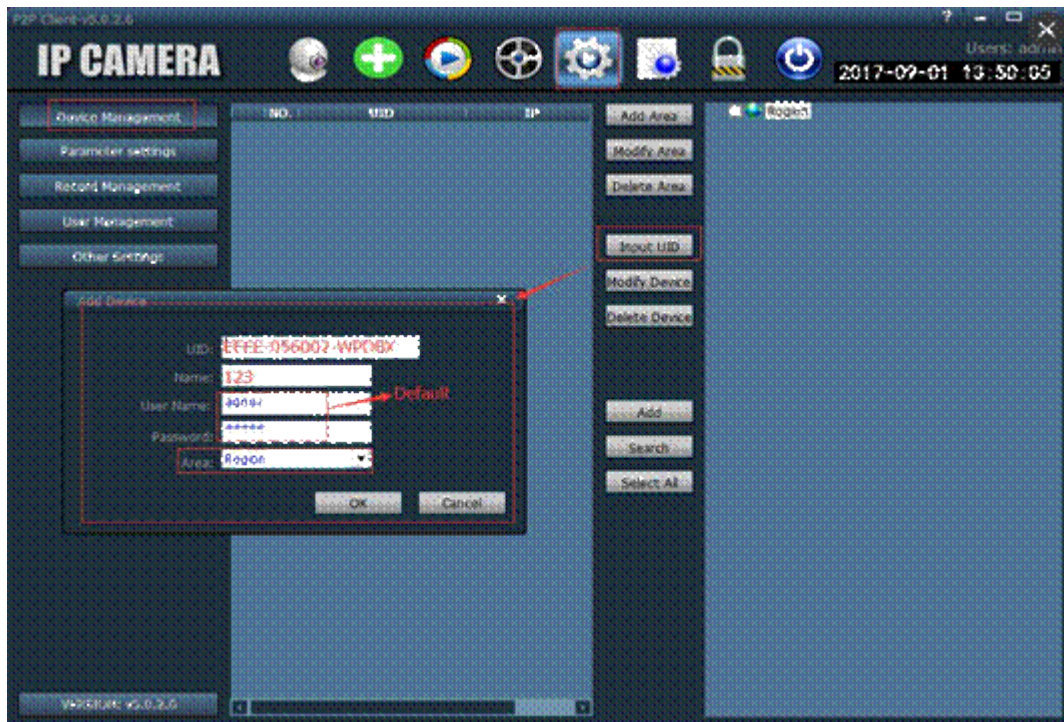 P2P Client-v5.0.2.6
?
IP CAMERA
Users: admi
2017-09-01 13:50:05
Device Management
NO.
UID
IP
Add Area
Region
Parameter settings
Modify Area
Record Management
Delete Area
User Management
Input UID
Other Settings
Modify Device
Add Device
Delete Device
UID:
Name: 123
User Name:
Default
Password: *****
Area: Region
Add
Search
OK
Cancel
Select All
VERSION: v5.0.2.6